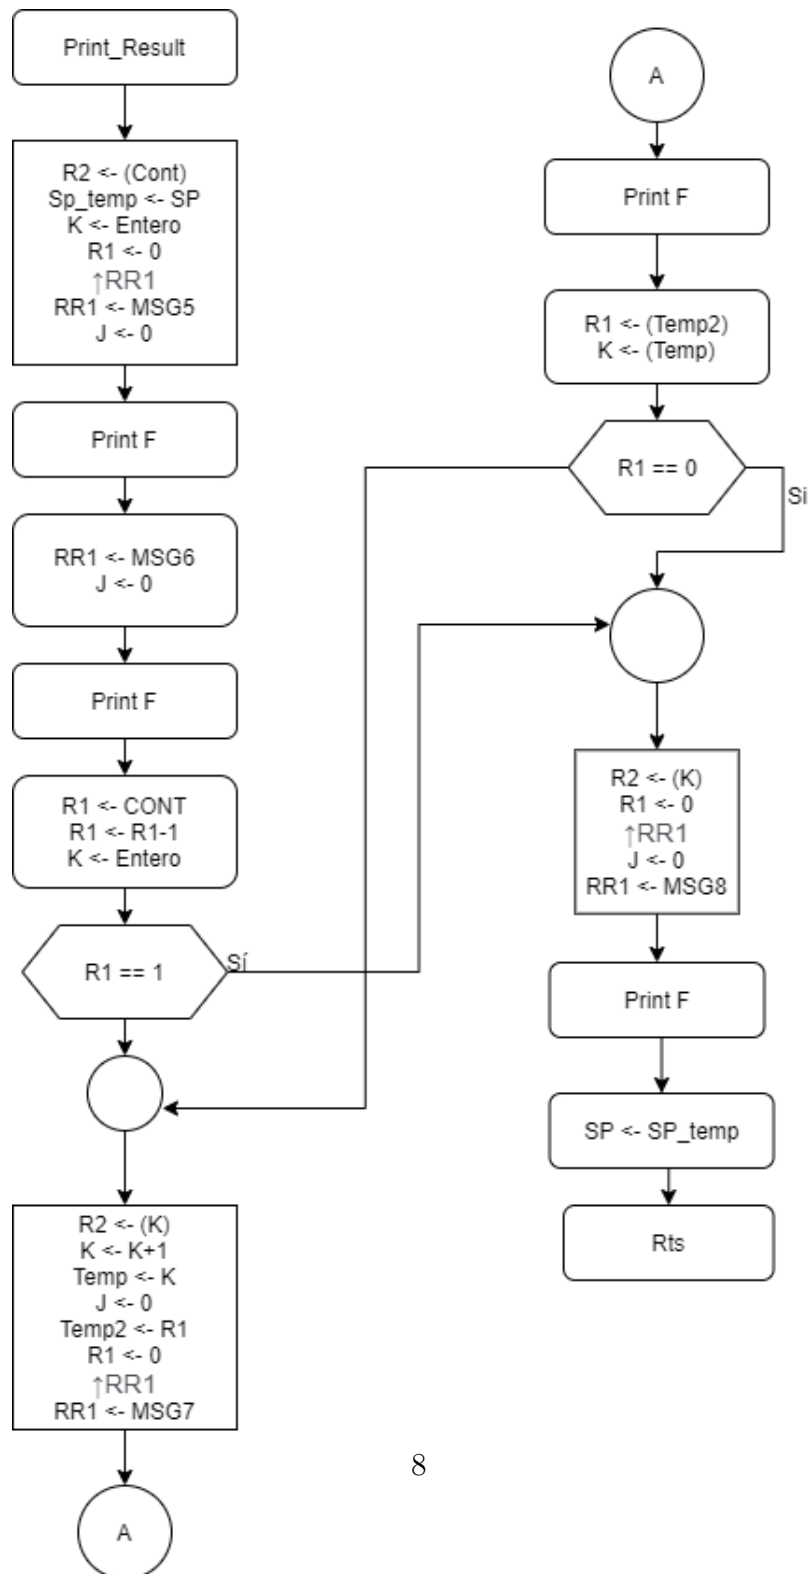 Print_Result
R2 <- (Cont)
Sp_temp <- SP
K <- Entero
R1 <- 0
↑RR1
RR1 <- MSG5
J <- 0
Print F
RR1 <- MSG6
J <- 0
Print F
R1 <- CONT
R1 <- R1-1
K <- Entero
R1 == 1
Sí
R2 <- (K)
K <- K+1
Temp <- K
J <- 0
Temp2 <- R1
R1 <- 0
↑RR1
RR1 <- MSG7
A
A
Print F
R1 <- (Temp2)
K <- (Temp)
R1 == 0
Si
R2 <- (K)
R1 <- 0
↑RR1
J <- 0
RR1 <- MSG8
Print F
SP <- SP_temp
Rts
8